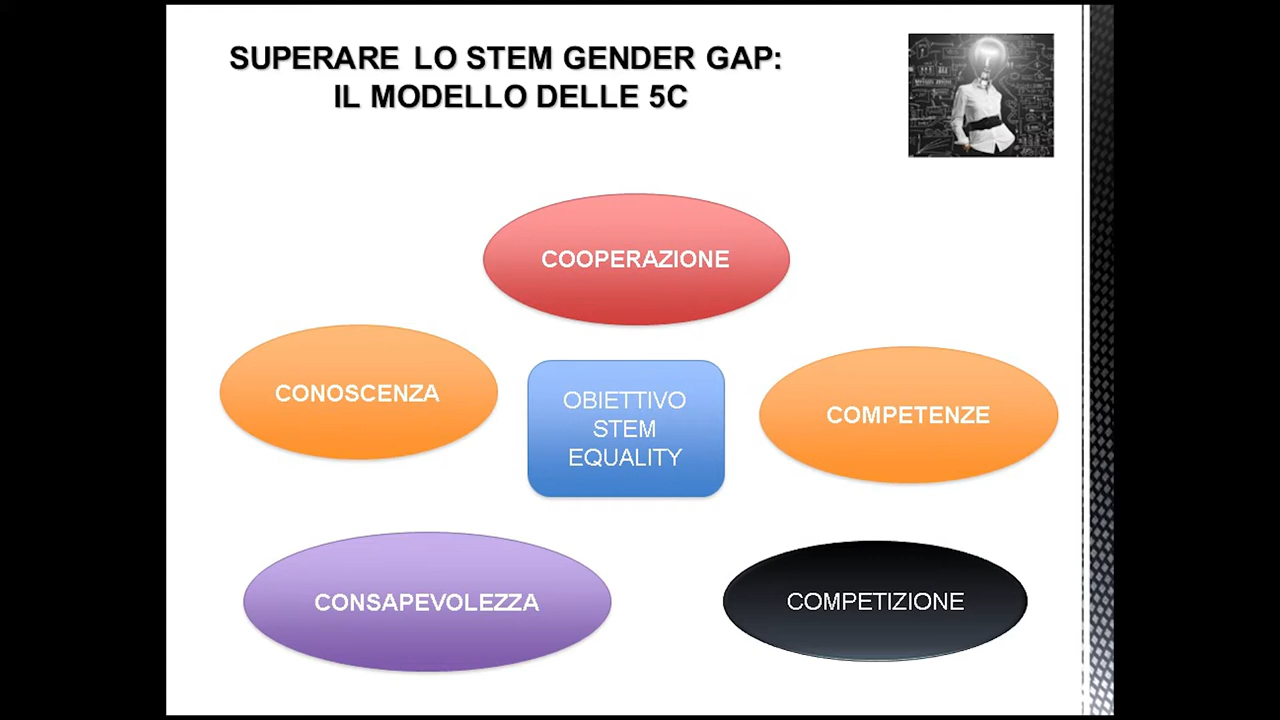 SUPERARE LO STEM GENDER GAP:
IL MODELLO DELLE 5C
COOPERAZIONE
CONOSCENZA
OBIETTIVO
STEM
EQUALITY
COMPETENZE
CONSAPEVOLEZZA
COMPETIZIONE